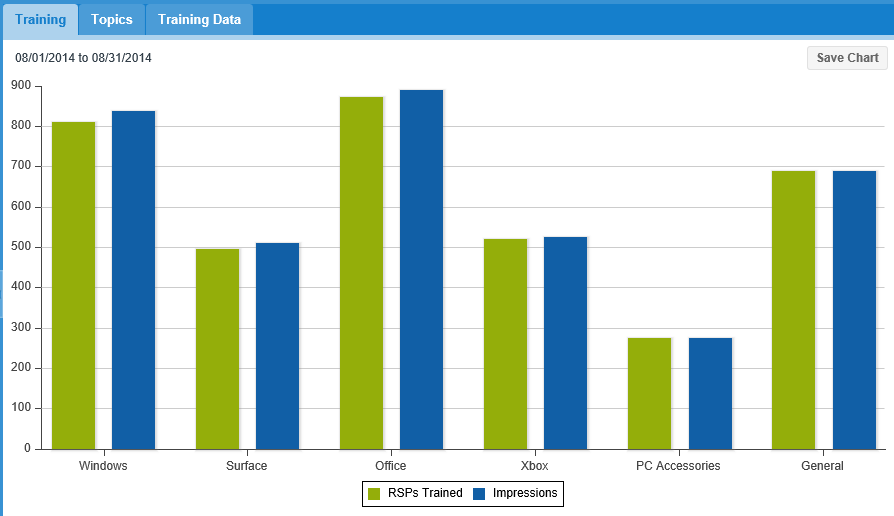 Training Topics Training Data
08/01/2014 to 08/31/2014 Save Chart
900
800
700
600
500
400
300
200
100
0
Windows Surface Office Xbox PC Accessories General
RSPs Trained Impressions